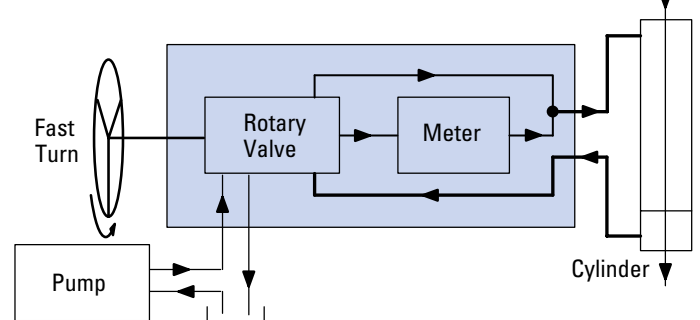 Fast
Turn
Rotary
Valve
Meter
Pump
Cylinder